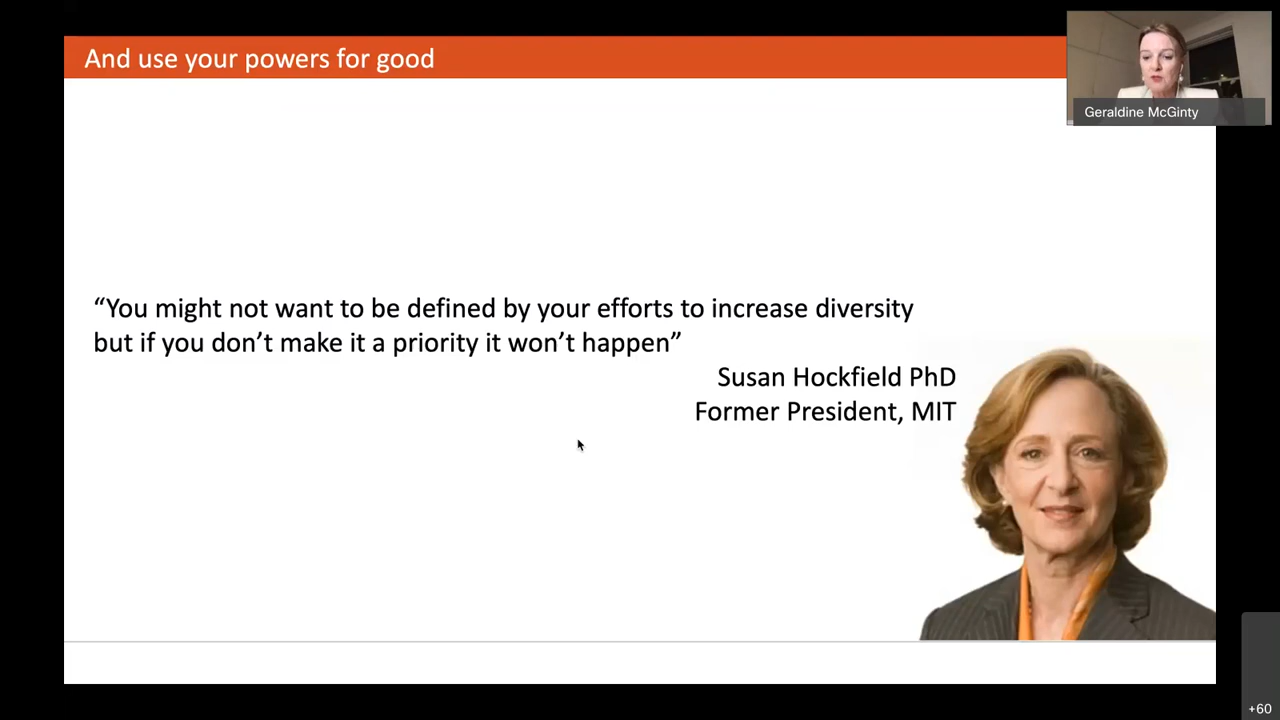 And use your powers for good
Geraldine McGinty
“You might not want to be defined by your efforts to increase diversity
but if you don’t make it a priority it won’t happen”
Susan Hockfield PhD
Former President, MIT
+60